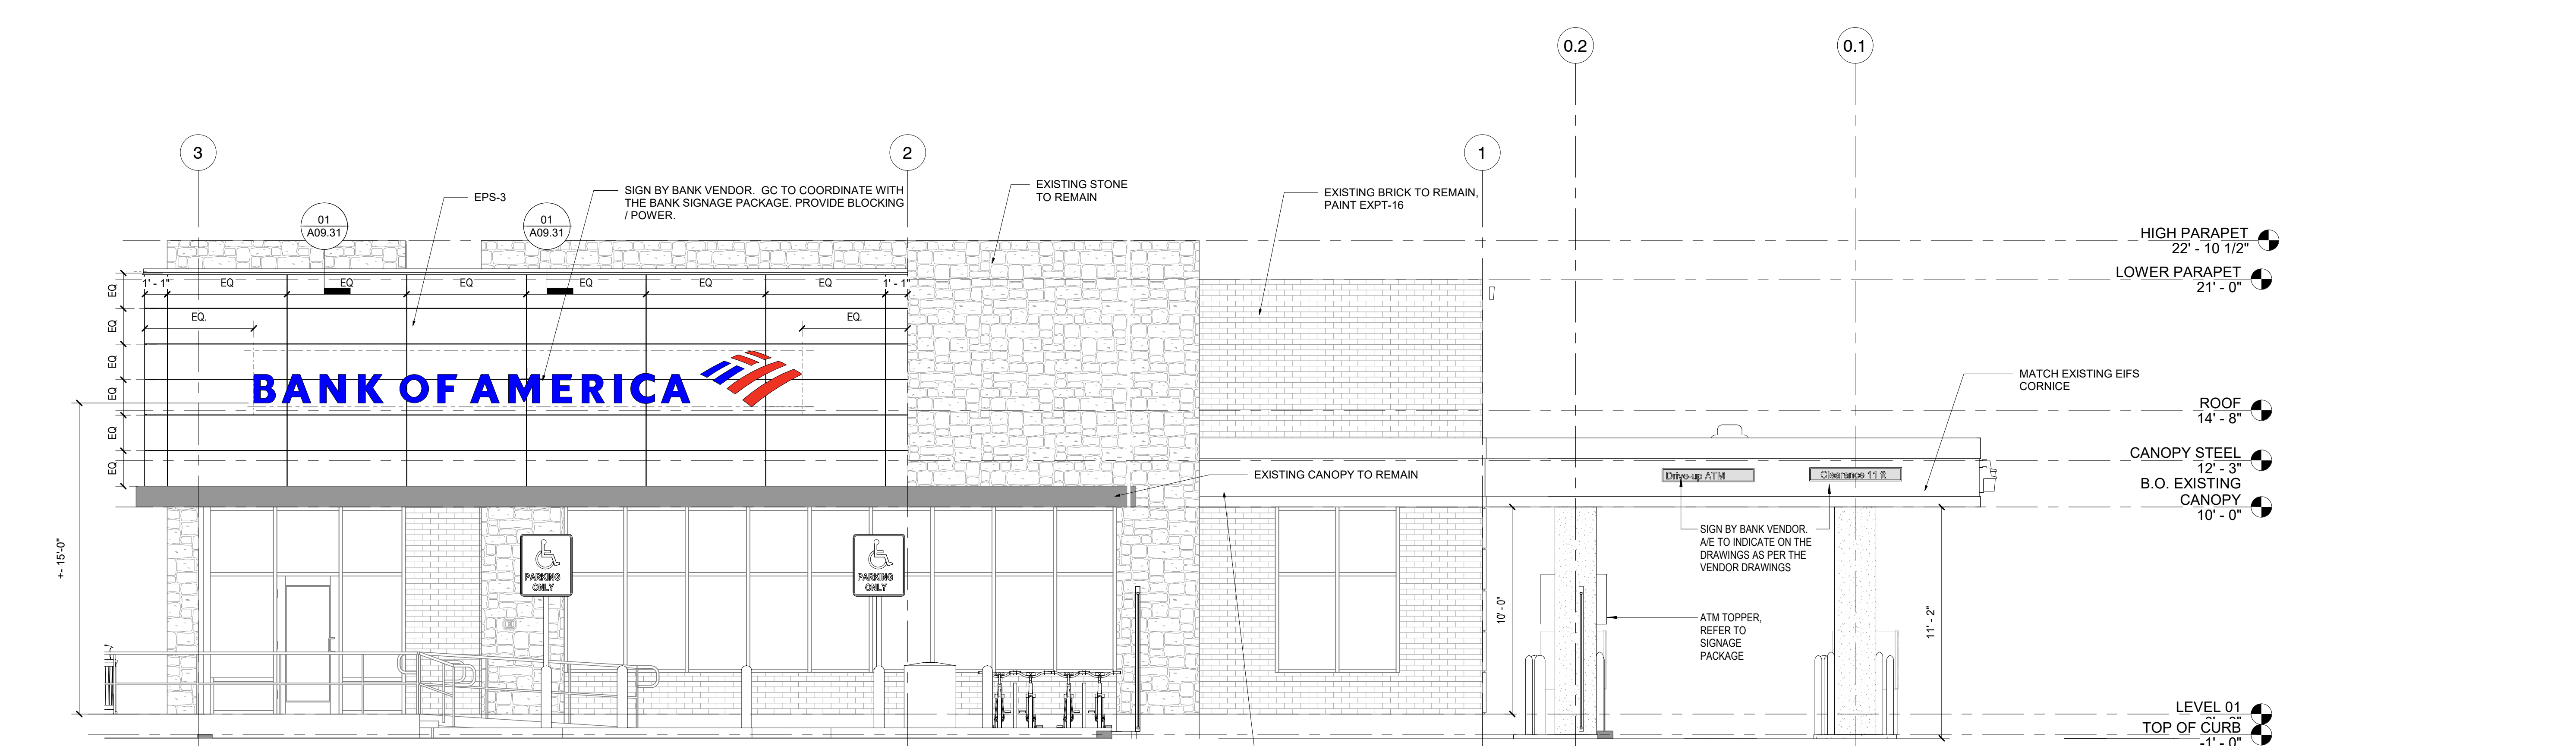 0.2
0.1
3
2
1
EPS-3
SIGN BY BANK VENDOR.  GC TO COORDINATE WITH
THE BANK SIGNAGE PACKAGE. PROVIDE BLOCKING
/ POWER.
EXISTING STONE
TO REMAIN
EXISTING BRICK TO REMAIN,
PAINT EXPT-16
01
A09.31
01
A09.31
HIGH PARAPET
22' - 10 1/2"
LOWER PARAPET
21' - 0"
1' - 1"
EQ
EQ
EQ
EQ
EQ
EQ
1' - 1"
EQ
EQ
EQ
EQ
EQ
EQ
EQ.
EQ.
BANK OF AMERICA
MATCH EXISTING EIFS
CORNICE
ROOF
14' - 8"
CANOPY STEEL
12' - 3"
B.O. EXISTING
CANOPY
10' - 0"
EXISTING CANOPY TO REMAIN
Drive-up ATM
Clearance 11 ft
SIGN BY BANK VENDOR.
A/E TO INDICATE ON THE
DRAWINGS AS PER THE
VENDOR DRAWINGS
PARKING
ONLY
PARKING
ONLY
+- 15'-0"
10' - 0"
11' - 2"
ATM TOPPER,
REFER TO
SIGNAGE
PACKAGE
LEVEL 01
TOP OF CURB
-1' - 0"